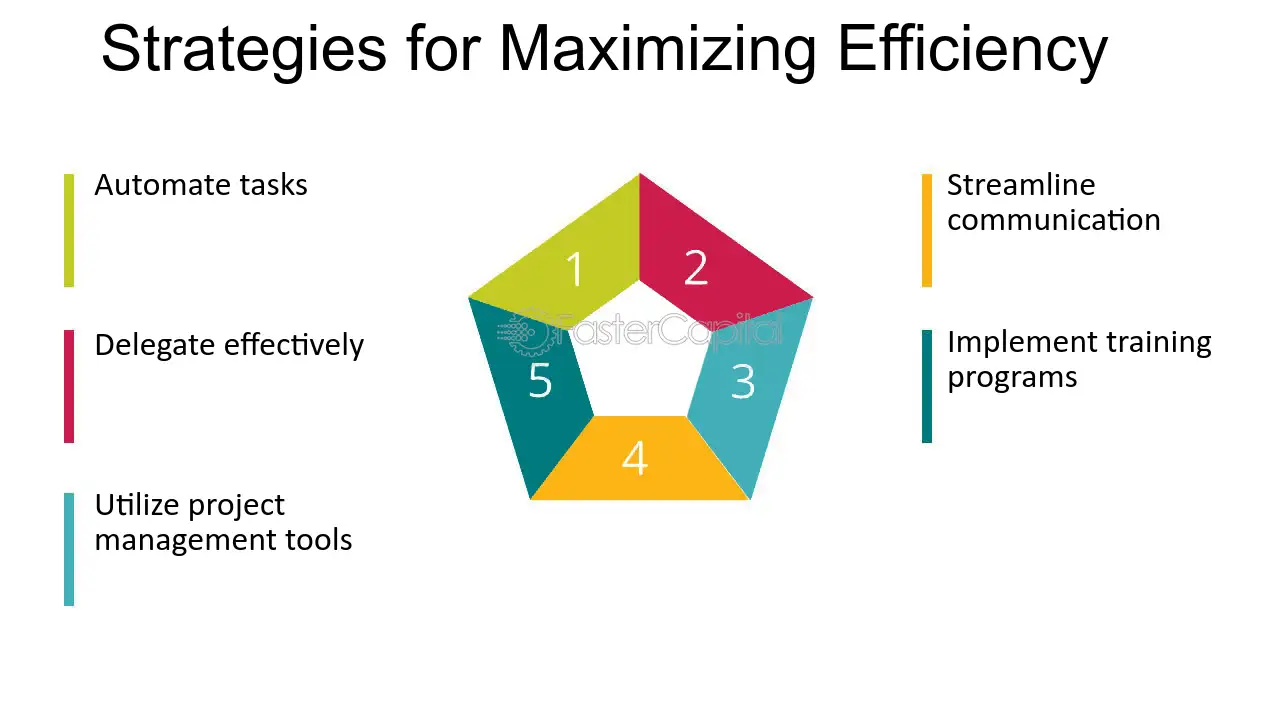 Strategies for Maximizing Efficiency
Automate tasks
Delegate effectively
Utilize project
management tools
1
2
3
4
5
FasterCapital
Streamline
communication
Implement training
programs